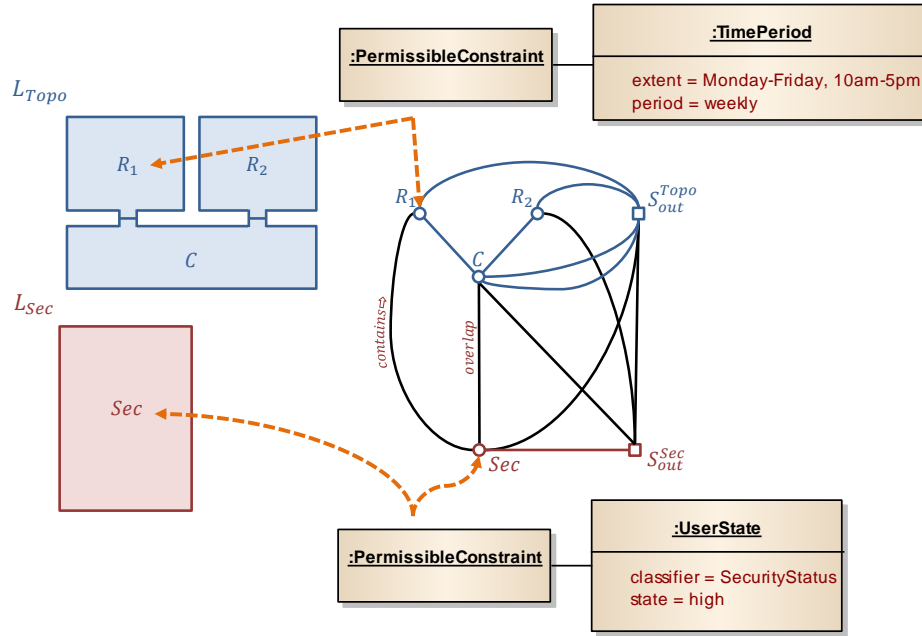 :TimePeriod
:PermissibleConstraint
extent = Monday-Friday, 10am-5pm
period = weekly
L_Topo
R_1
R_2
C
R_1
R_2
S_out^Topo
C
contains⇨
overlap
L_Sec
Sec
Sec
S_out^Sec
:PermissibleConstraint
:UserState
classifier = SecurityStatus
state = high